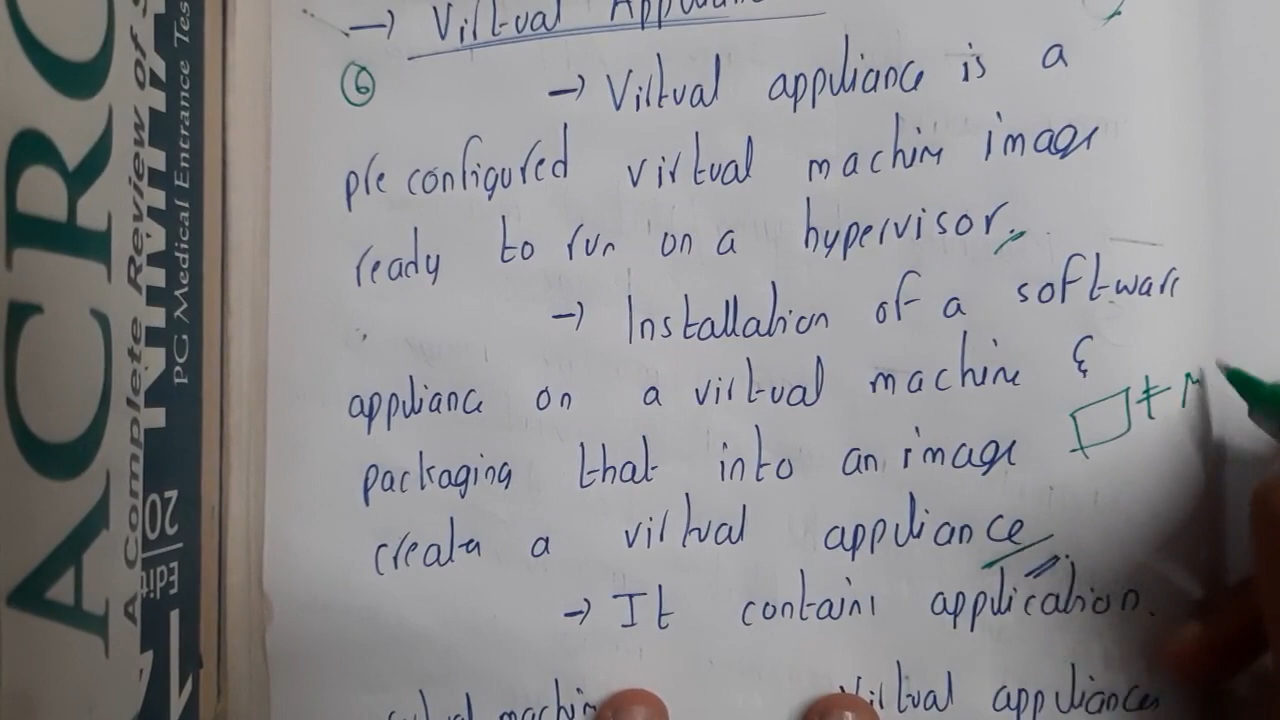 → Virtual
⑥ → Virtual appliance is a
pre configured virtual machine image
ready to run on a hypervisor.
→ Installation of a software
appliance on a virtual machine &
packaging that into an image
creates a virtual appliance
→ It contains application.
machine virtual appliances
ACRO
A Complete Review of
PG Medical Entrance Tes
20
Edit